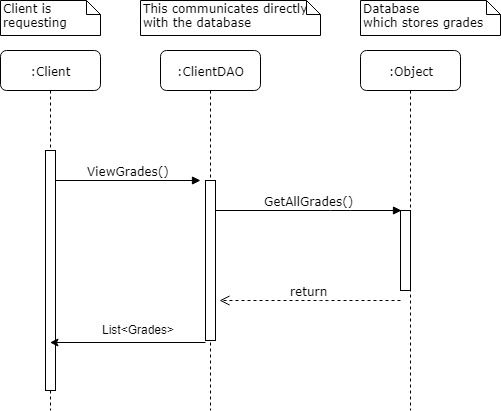 Client is
requesting
This communicates directly
with the database
Database
which stores grades
:Client
:ClientDAO
:Object
ViewGrades()
GetAllGrades()
return
List<Grades>